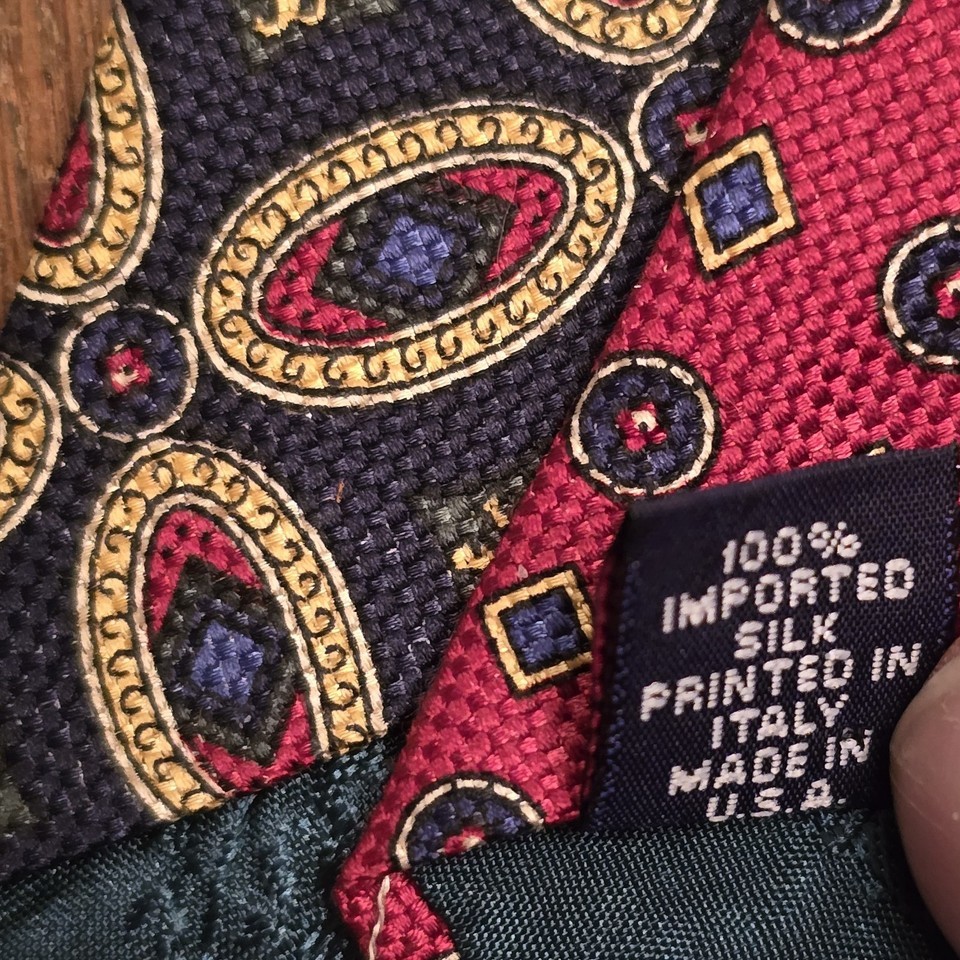 100%
IMPORTED
SILK
PRINTED IN
ITALY
MADE IN
U.S.A.